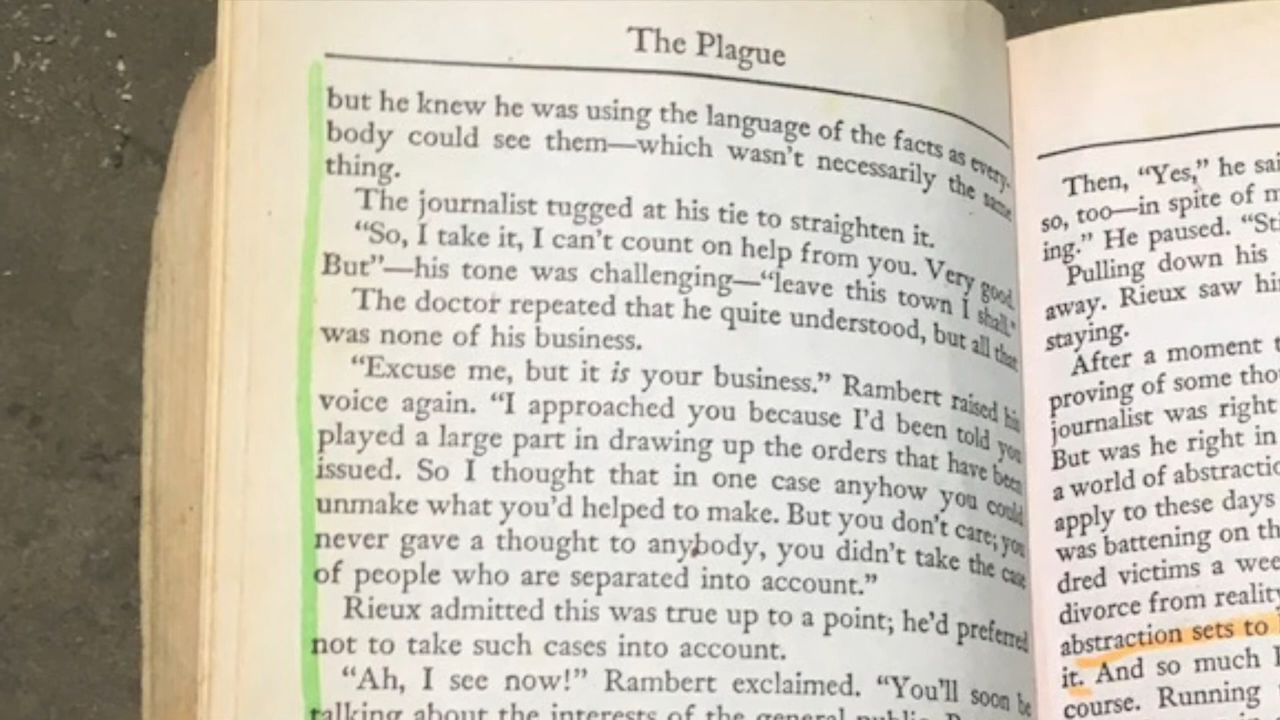 The Plague
but he knew he was using the language of the facts as every-
body could see them—which wasn't necessarily the same
thing.
The journalist tugged at his tie to straighten it.
"So, I take it, I can't count on help from you. Very good.
But"—his tone was challenging—"leave this town I shall."
The doctor repeated that he quite understood, but all that
was none of his business.
"Excuse me, but it is your business." Rambert raised his
voice again. "I approached you because I'd been told you
played a large part in drawing up the orders that have been
issued. So I thought that in one case anyhow you could
unmake what you'd helped to make. But you don't care; you
never gave a thought to anybody, you didn't take the case
of people who are separated into account."
Rieux admitted this was true up to a point; he'd preferred
not to take such cases into account.
"Ah, I see now!" Rambert exclaimed. "You'll soon be
talking about the interests of the general public.
Then, "Yes," he sai
so, too—in spite of m
ing." He paused. "St
Pulling down his
away. Rieux saw hi
staying.
After a moment t
proving of some tho
journalist was right
But was he right in
a world of abstractio
apply to these days
was battening on th
dred victims a wee
divorce from reality
abstraction sets to
it. And so much
course. Running